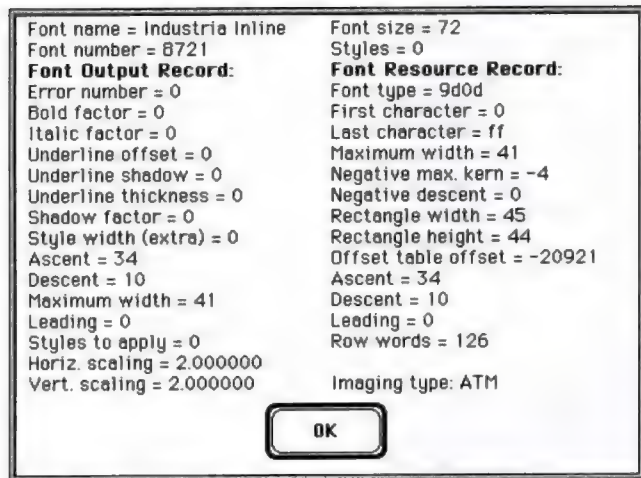 Font name = Industria Inline
Font number = 8721
Font Output Record:
Error number = 0
Bold factor = 0
Italic factor = 0
Underline offset = 0
Underline shadow = 0
Underline thickness = 0
Shadow factor = 0
Style width (extra) = 0
Ascent = 34
Descent = 10
Maximum width = 41
Leading = 0
Styles to apply = 0
Horiz. scaling = 2.000000
Vert. scaling = 2.000000
Font size = 72
Styles = 0
Font Resource Record:
Font type = 9d0d
First character = 0
Last character = ff
Maximum width = 41
Negative max. kern = -4
Negative descent = 0
Rectangle width = 45
Rectangle height = 44
Offset table offset = -20921
Ascent = 34
Descent = 10
Leading = 0
Row words = 126
Imaging type: ATM
OK